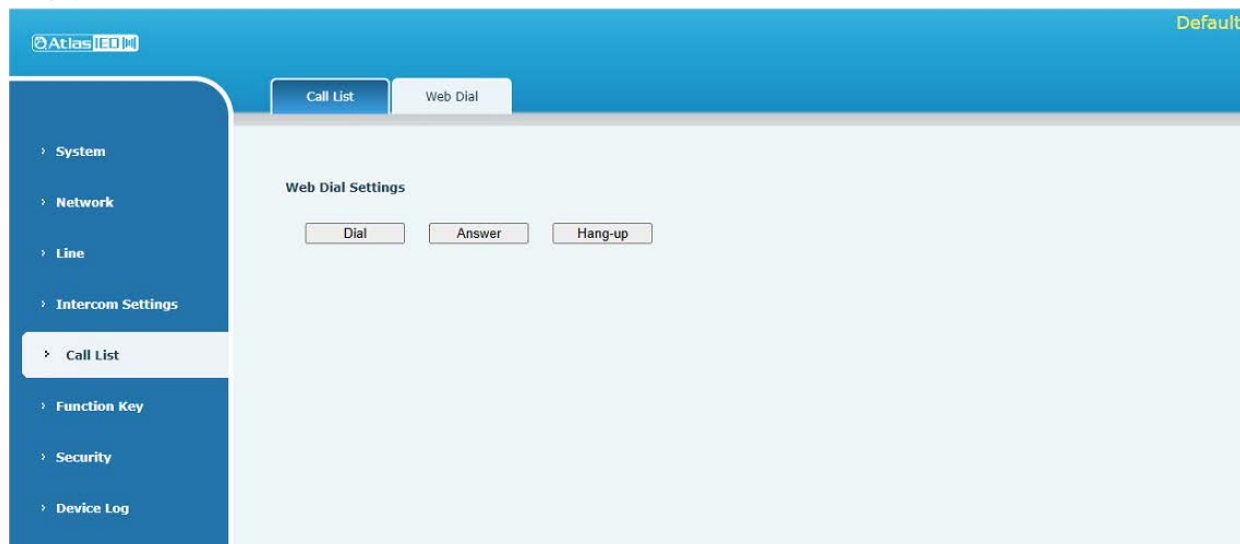 Default
AtlasIED
Call List Web Dial
System
Network
Line
Intercom Settings
Call List
Function Key
Security
Device Log
Web Dial Settings
Dial Answer Hang-up